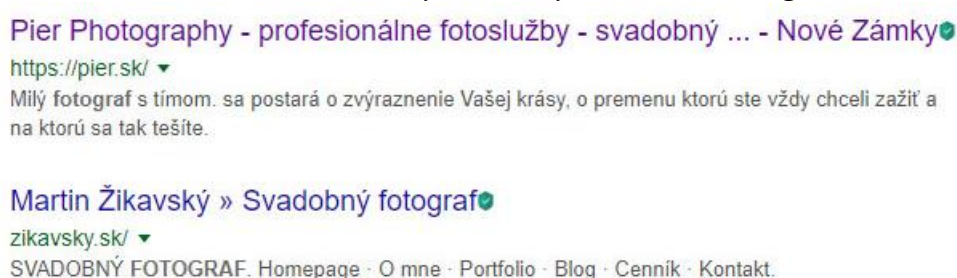 Pier Photography - profesionálne fotoslužby - svadobný ... - Nové Zámky
https://pier.sk/
Milý fotograf s tímom. sa postará o zvýraznenie Vašej krásy, o premenu ktorú ste vždy chceli zažiť a
na ktorú sa tak tešíte.
Martin Žikavský » Svadobný fotograf
zikavsky.sk/
SVADOBNÝ FOTOGRAF. Homepage · O mne · Portfolio · Blog · Cenník · Kontakt.